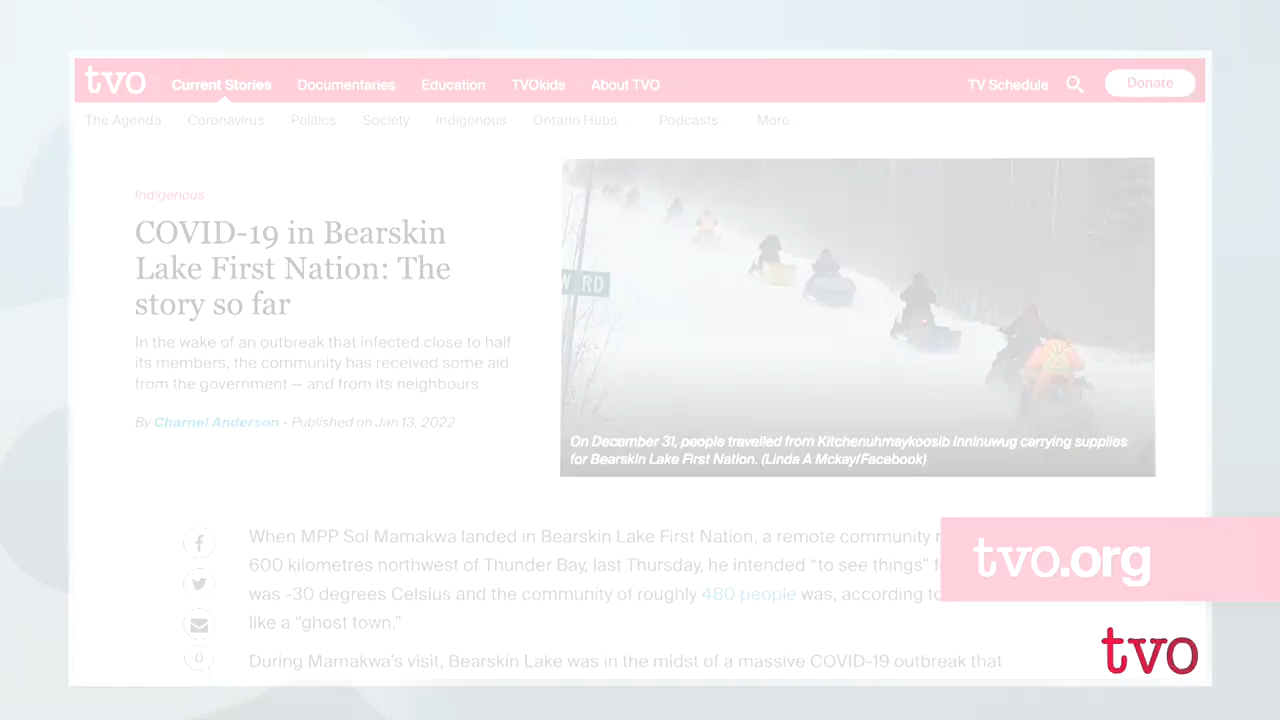 tvo Current Stories Documentaries Education TVOkids About TVO TV Schedule Donate
The Agenda Coronavirus Politics Society Indigenous Ontario Hubs Podcasts More
Indigenous
COVID-19 in Bearskin
Lake First Nation: The
story so far
In the wake of an outbreak that infected close to half
its members, the community has received some aid
from the government — and from its neighbours
By Charnel Anderson - Published on Jan 13, 2022
W RD
On December 31, people travelled from Kitchenuhmaykoosib Inninuwug carrying supplies
for Bearskin Lake First Nation. (Linda A Mckay/Facebook)
When MPP Sol Mamakwa landed in Bearskin Lake First Nation, a remote community
600 kilometres northwest of Thunder Bay, last Thursday, he intended “to see things”
was -30 degrees Celsius and the community of roughly 480 people was, according to
like a “ghost town.”
0
During Mamakwa’s visit, Bearskin Lake was in the midst of a massive COVID-19 outbreak that
tvo.org
tvo